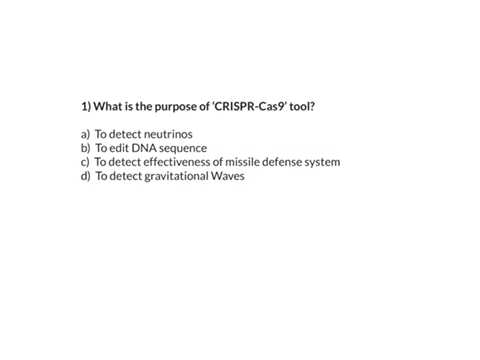 1) What is the purpose of ‘CRISPR-Cas9’ tool?
a) To detect neutrinos
b) To edit DNA sequence
c) To detect effectiveness of missile defense system
d) To detect gravitational Waves